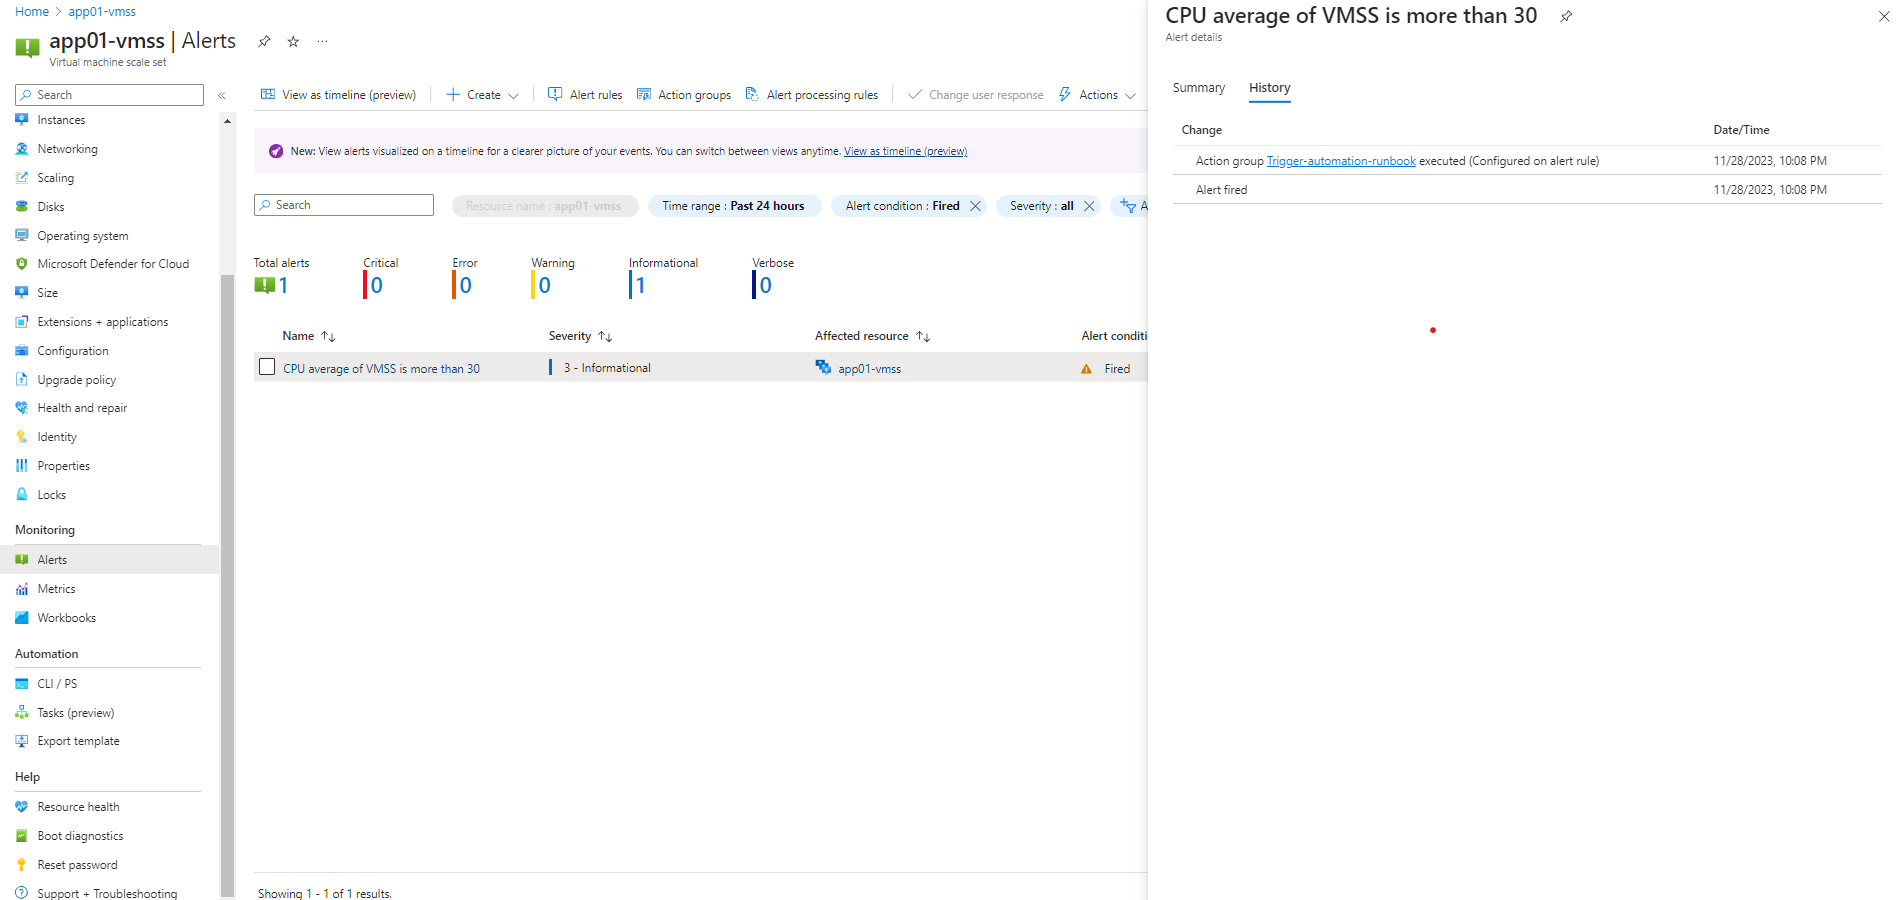 Home > app01-vmss
app01-vmss | Alerts
Virtual machine scale set
Search
Instances
Networking
Scaling
Disks
Operating system
Microsoft Defender for Cloud
Size
Extensions + applications
Configuration
Upgrade policy
Health and repair
Identity
Properties
Locks
Monitoring
Alerts
Metrics
Workbooks
Automation
CLI / PS
Tasks (preview)
Export template
Help
Resource health
Boot diagnostics
Reset password
Support + Troubleshooting
View as timeline (preview) Create Alert rules Action groups Alert processing rules Change user response Actions
New: View alerts visualized on a timeline for a clearer picture of your events. You can switch between views anytime. View as timeline (preview)
Search Resource name : app01-vmss Time range : Past 24 hours Alert condition : Fired Severity : all A
Total alerts Critical Error Warning Informational Verbose
1 0 0 0 1 0
Name Severity Affected resource Alert conditi
CPU average of VMSS is more than 30 3 - Informational app01-vmss Fired
Showing 1 - 1 of 1 results.
CPU average of VMSS is more than 30
Alert details
Summary History
Change Date/Time
Action group Trigger-automation-runbook executed (Configured on alert rule) 11/28/2023, 10:08 PM
Alert fired 11/28/2023, 10:08 PM